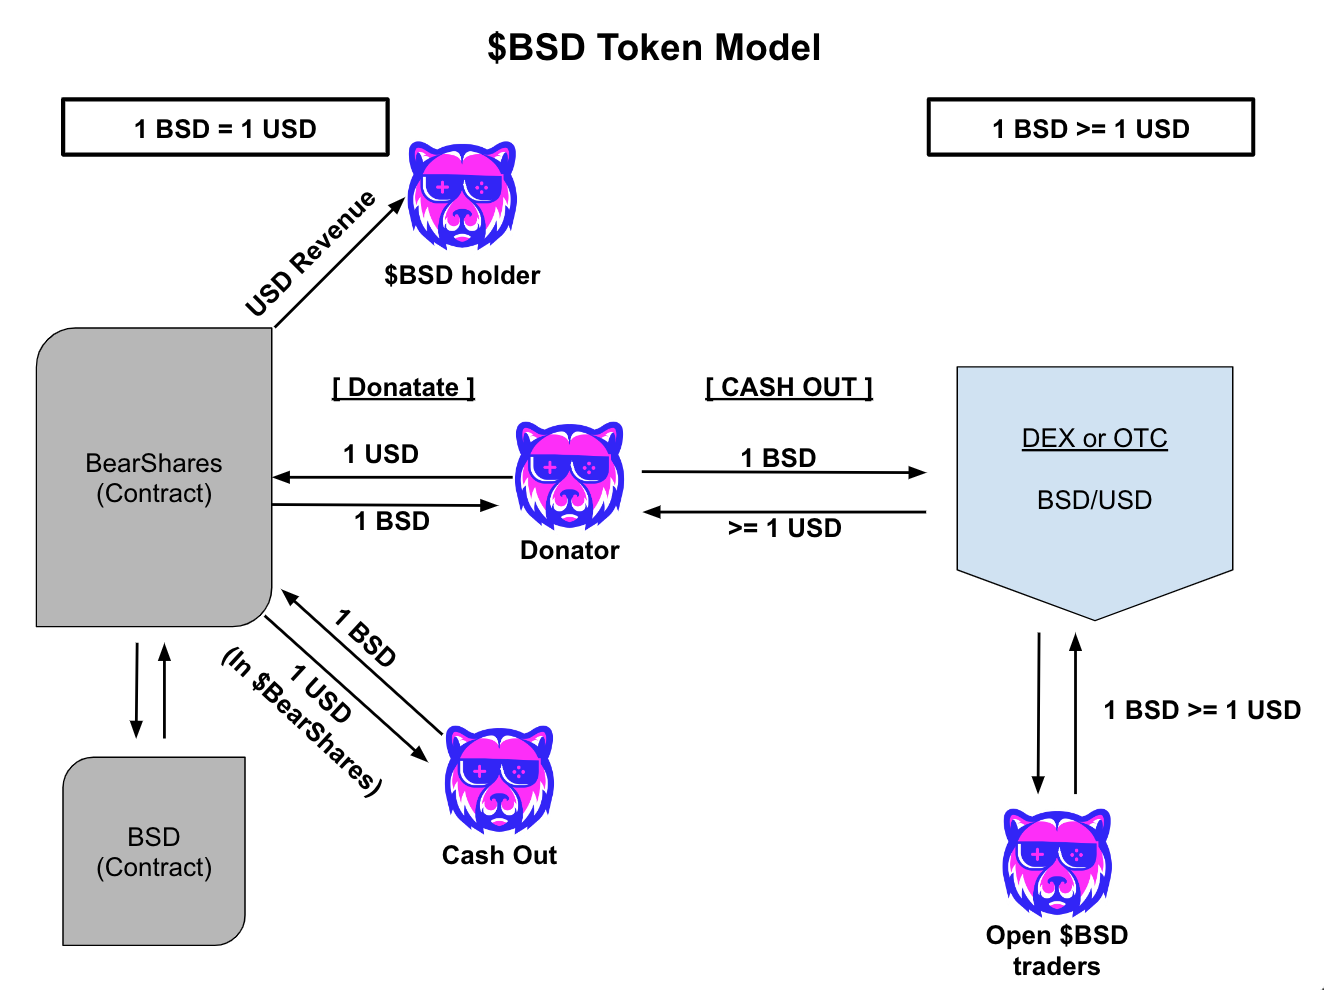 $BSD Token Model
1 BSD = 1 USD
1 BSD >= 1 USD
USD Revenue
$BSD holder
[ Donatate ]
[ CASH OUT ]
BearShares
(Contract)
1 USD
1 BSD
Donator
1 BSD
>= 1 USD
DEX or OTC
BSD/USD
1 BSD
1 USD
(In $BearShares)
Cash Out
BSD
(Contract)
1 BSD >= 1 USD
Open $BSD
traders